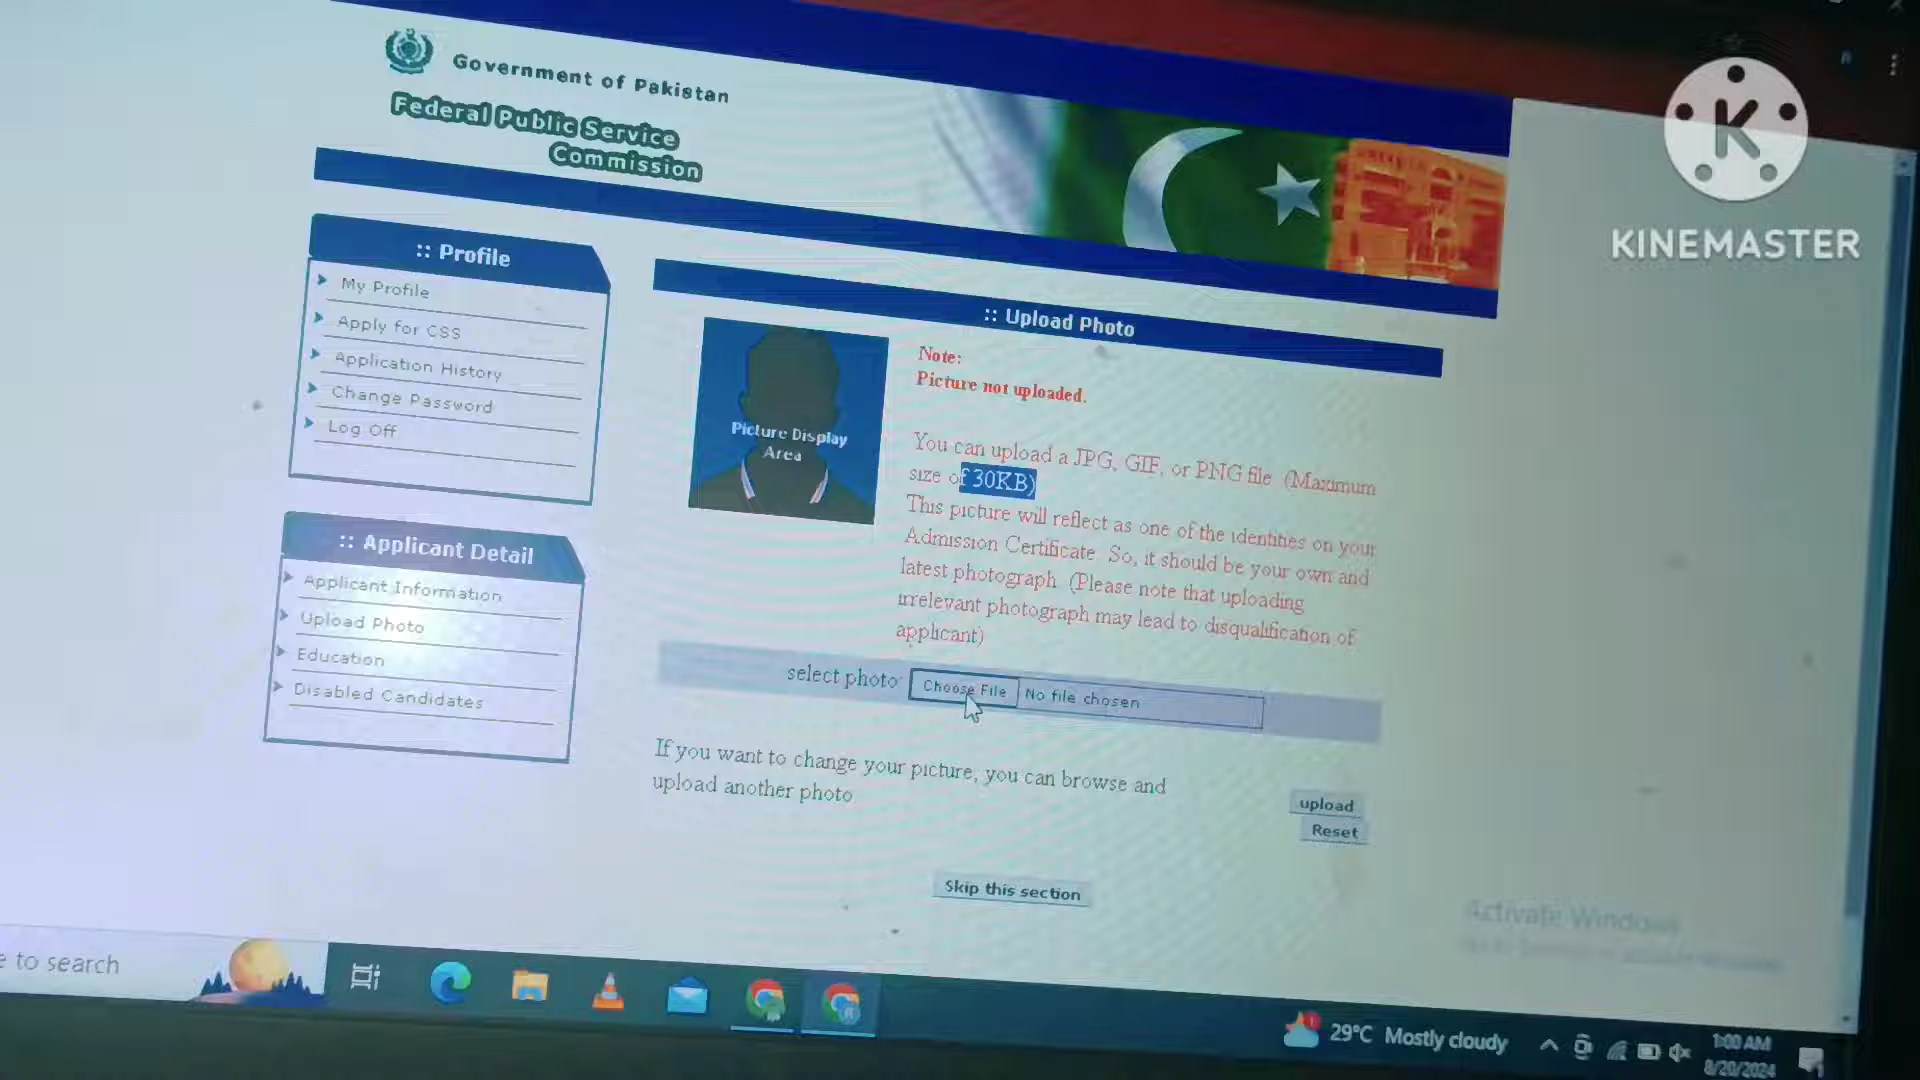 Government of Pakistan
Federal Public Service
Commission
KINEMASTER
:: Profile
My Profile
Apply for CSS
Application History
Change Password
Log Off
:: Applicant Detail
Applicant Information
Upload Photo
Education
Disabled Candidates
:: Upload Photo
Picture Display
Area
Note:
Picture not uploaded.
You can upload a JPG, GIF, or PNG file (Maximum
size of 30KB)
This picture will reflect as one of the identities on your
Admission Certificate. So, it should be your own and
latest photograph. (Please note that uploading
irrelevant photograph may lead to disqualification of
applicant)
select photo: Choose File No file chosen
If you want to change your picture, you can browse and
upload another photo
upload
Reset
Skip this section
Activate Windows
e to search
29°C Mostly cloudy
1:00 AM
8/20/2024